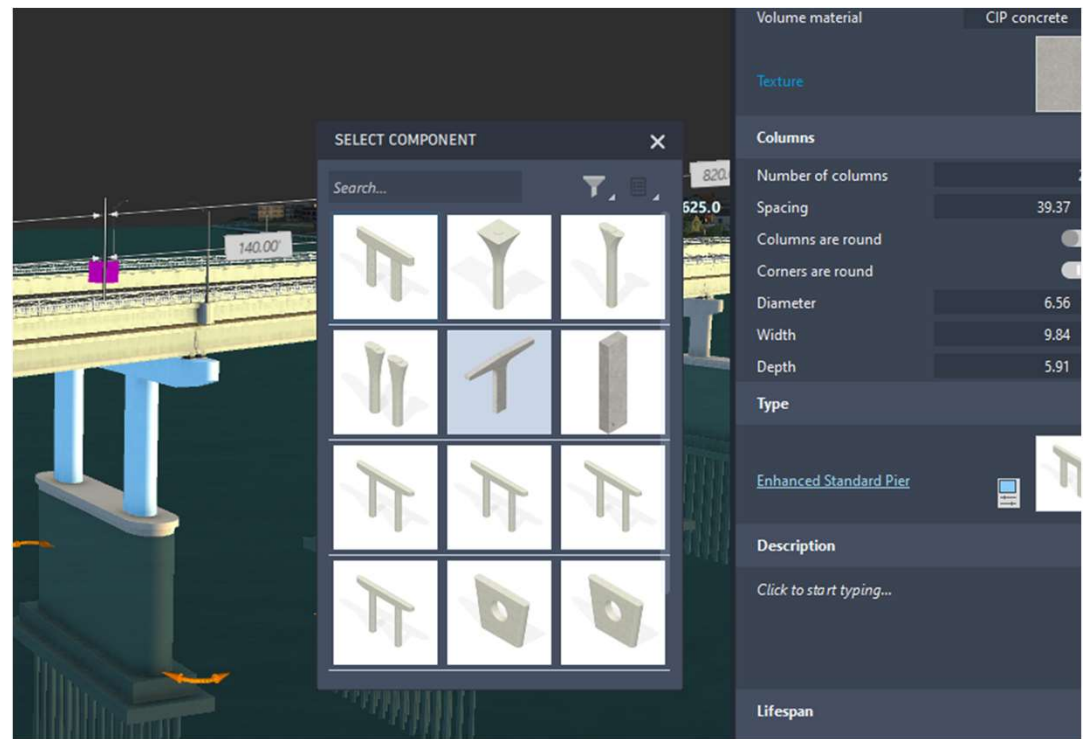 Volume material
CIP concrete
Texture
SELECT COMPONENT
Search...
Columns
Number of columns
Spacing
39.37
Columns are round
Corners are round
Diameter
6.56
Width
9.84
Depth
5.91
Type
Enhanced Standard Pier
Description
Click to start typing...
Lifespan
140.00'
820.
625.0